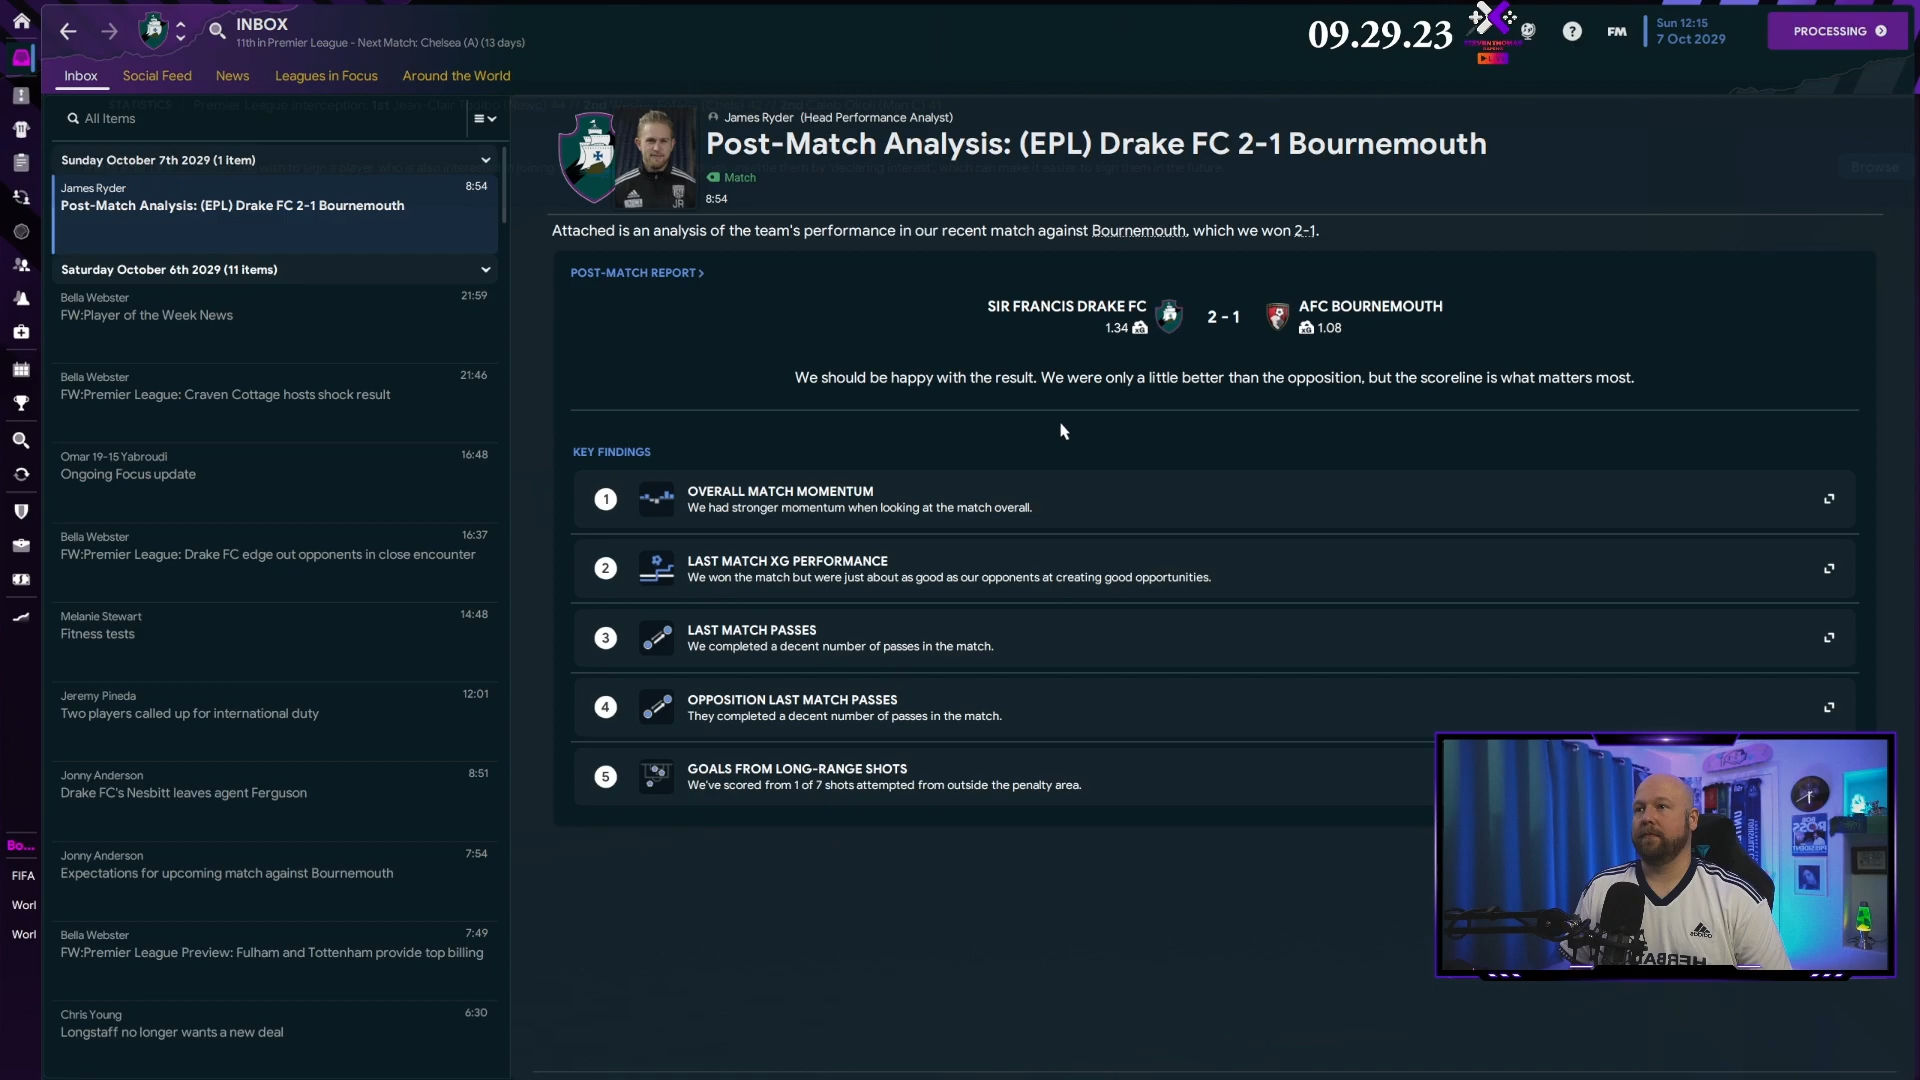 INBOX
11th in Premier League - Next Match: Chelsea (A) (13 days)
09.29.23
FM
Sun 12:15
7 Oct 2029
PROCESSING
Inbox
Social Feed
News
Leagues in Focus
Around the World
All Items
Sunday October 7th 2029 (1 item)
James Ryder
8:54
Post-Match Analysis: (EPL) Drake FC 2-1 Bournemouth
Saturday October 6th 2029 (11 items)
Bella Webster
21:59
FW:Player of the Week News
Bella Webster
21:46
FW:Premier League: Craven Cottage hosts shock result
Omar 19-15 Yabroudi
16:48
Ongoing Focus update
Bella Webster
16:37
FW:Premier League: Drake FC edge out opponents in close encounter
Melanie Stewart
14:48
Fitness tests
Jeremy Pineda
12:01
Two players called up for international duty
Jonny Anderson
8:51
Drake FC's Nesbitt leaves agent Ferguson
Jonny Anderson
7:54
Expectations for upcoming match against Bournemouth
Bella Webster
7:49
FW:Premier League Preview: Fulham and Tottenham provide top billing
Chris Young
6:30
Longstaff no longer wants a new deal
Bo...
FIFA
Worl
Worl
James Ryder (Head Performance Analyst)
Post-Match Analysis: (EPL) Drake FC 2-1 Bournemouth
Match
8:54
Browse
Attached is an analysis of the team's performance in our recent match against Bournemouth, which we won 2-1.
POST-MATCH REPORT
SIR FRANCIS DRAKE FC
1.34 xG
2 - 1
AFC BOURNEMOUTH
xG 1.08
We should be happy with the result. We were only a little better than the opposition, but the scoreline is what matters most.
KEY FINDINGS
1
OVERALL MATCH MOMENTUM
We had stronger momentum when looking at the match overall.
2
LAST MATCH XG PERFORMANCE
We won the match but were just about as good as our opponents at creating good opportunities.
3
LAST MATCH PASSES
We completed a decent number of passes in the match.
4
OPPOSITION LAST MATCH PASSES
They completed a decent number of passes in the match.
5
GOALS FROM LONG-RANGE SHOTS
We've scored from 1 of 7 shots attempted from outside the penalty area.
BOB
ROSS
PRESIDENT
adidas